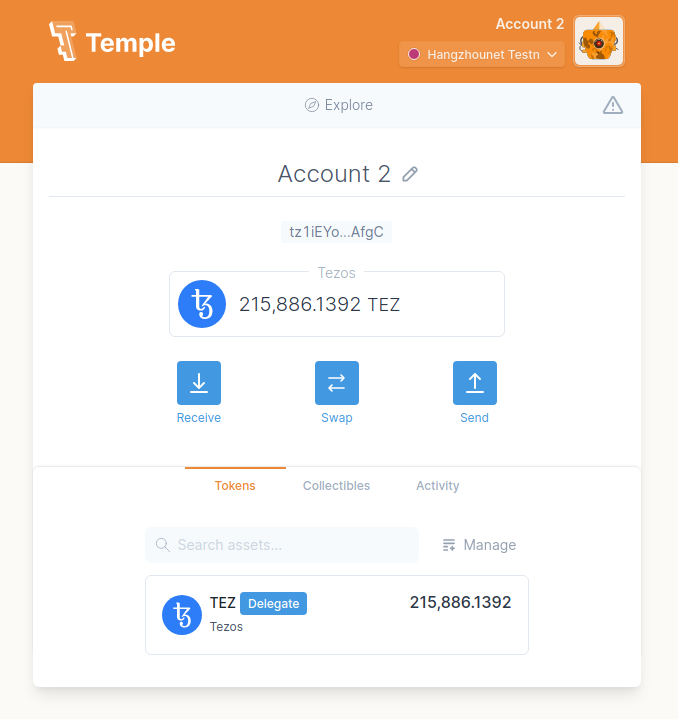 Temple
Account 2
Hangzhounet Testn
Explore
Account 2
tz1iEYo...AfgC
Tezos
215,886.1392 TEZ
Receive
Swap
Send
Tokens
Collectibles
Activity
Search assets...
Manage
TEZ Delegate 215,886.1392
Tezos